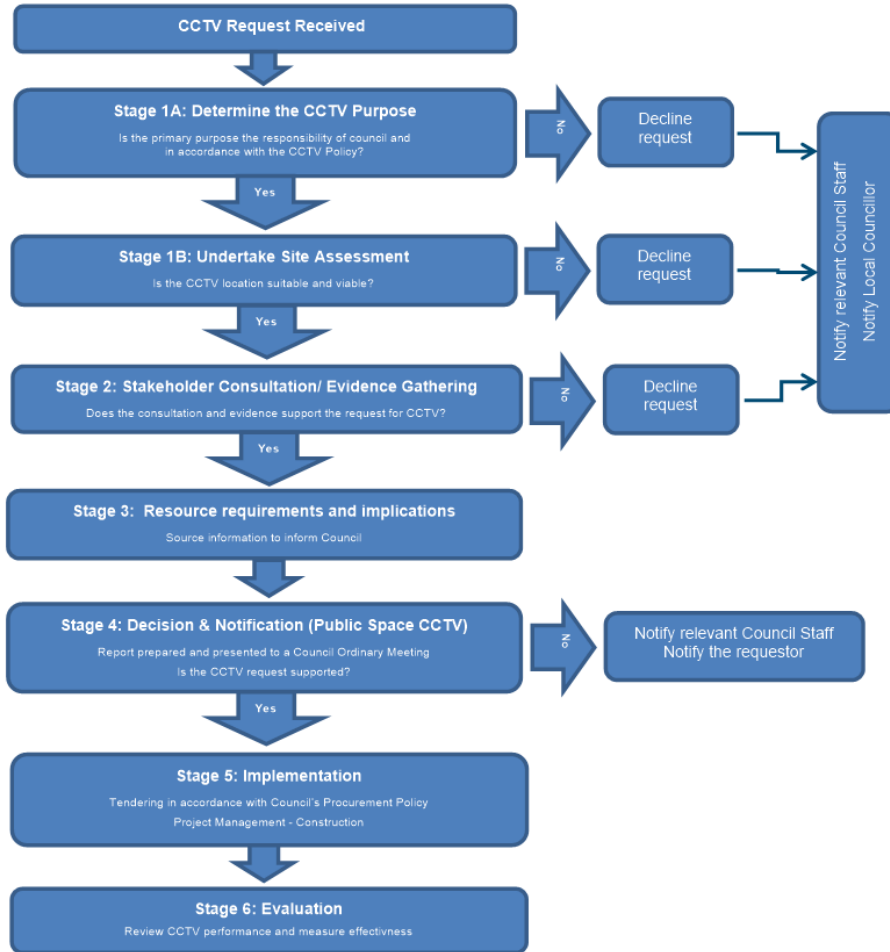 CCTV Request Received
Stage 1A: Determine the CCTV Purpose
Is the primary purpose the responsibility of council and
in accordance with the CCTV Policy?
No
Decline
request
Yes
Stage 1B: Undertake Site Assessment
Is the CCTV location suitable and viable?
No
Decline
request
Notify relevant Council Staff
Notify Local Councillor
Yes
Stage 2: Stakeholder Consultation/ Evidence Gathering
Does the consultation and evidence support the request for CCTV?
No
Decline
request
Yes
Stage 3: Resource requirements and implications
Source information to inform Council
Stage 4: Decision & Notification (Public Space CCTV)
Report prepared and presented to a Council Ordinary Meeting
Is the CCTV request supported?
No
Notify relevant Council Staff
Notify the requestor
Yes
Stage 5: Implementation
Tendering in accordance with Council's Procurement Policy
Project Management - Construction
Stage 6: Evaluation
Review CCTV performance and measure effectivness